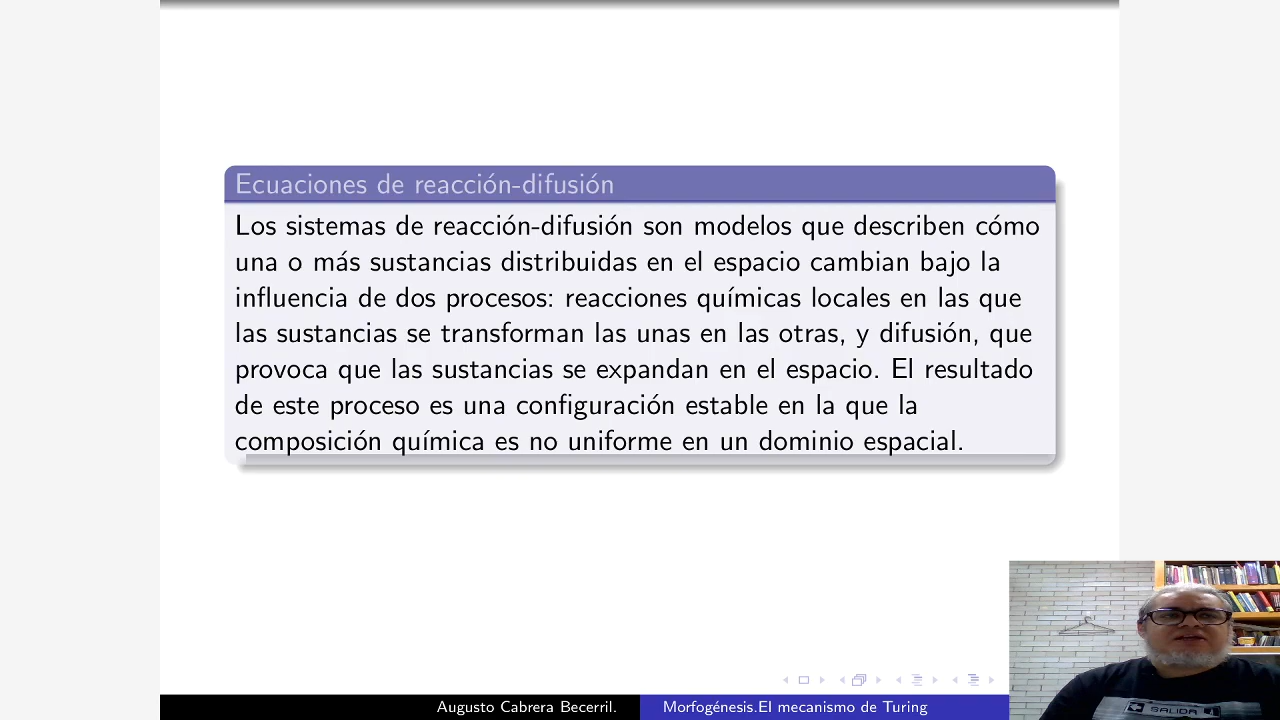 Ecuaciones de reacción-difusión
Los sistemas de reacción-difusión son modelos que describen cómo
una o más sustancias distribuidas en el espacio cambian bajo la
influencia de dos procesos: reacciones químicas locales en las que
las sustancias se transforman las unas en las otras, y difusión, que
provoca que las sustancias se expandan en el espacio. El resultado
de este proceso es una configuración estable en la que la
composición química es no uniforme en un dominio espacial.
Augusto Cabrera Becerril.
Morfogénesis.El mecanismo de Turing
SALIDA